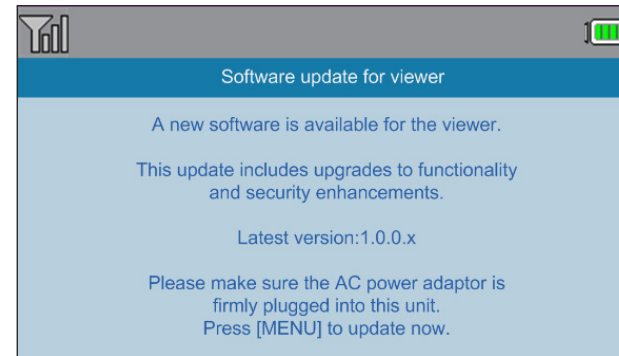 Software update for viewer
A new software is available for the viewer.
This update includes upgrades to functionality
and security enhancements.
Latest version:1.0.0.x
Please make sure the AC power adaptor is
firmly plugged into this unit.
Press [MENU] to update now.